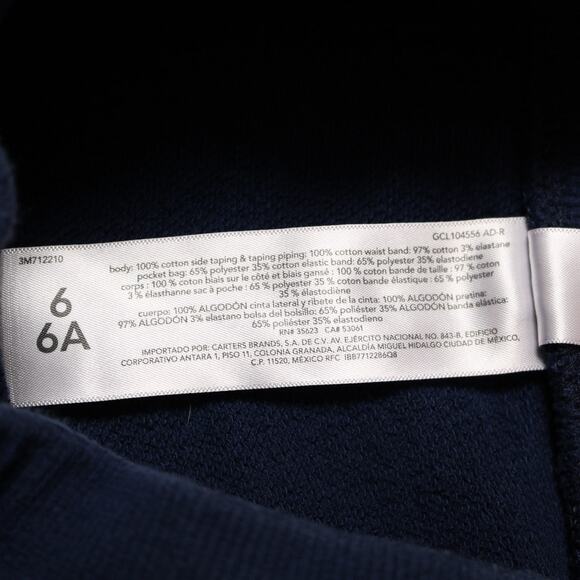 3M712210
GCL104556 AD-R
6
6A
body: 100% cotton side taping & taping piping: 100% cotton waist band: 97% cotton 3% elastane
pocket bag: 65% polyester 35% cotton elastic band: 65% polyester 35% elastodiene
corps : 100 % coton biais sur le côté et biais gansé : 100 % coton bande de taille : 97 % coton
3 % élasthanne sac à poche : 65 % polyester 35 % coton bande élastique : 65 % polyester
35 % élastodiène
cuerpo: 100% ALGODÓN cinta lateral y ribete de la cinta: 100% ALGODÓN pretina:
97% ALGODÓN 3% elastano bolsa del bolsillo: 65% poliéster 35% ALGODÓN banda elástica:
65% poliéster 35% elastodieno
RN# 35623 CA# 53061
IMPORTADO POR: CARTERS BRANDS, S.A. DE C.V. AV. EJÉRCITO NACIONAL NO. 843-B, EDIFICIO
CORPORATIVO ANTARA 1, PISO 11, COLONIA GRANADA, ALCALDÍA MIGUEL HIDALGO CIUDAD DE MÉXICO,
C.P. 11520, MÉXICO RFC IBB7712286Q8